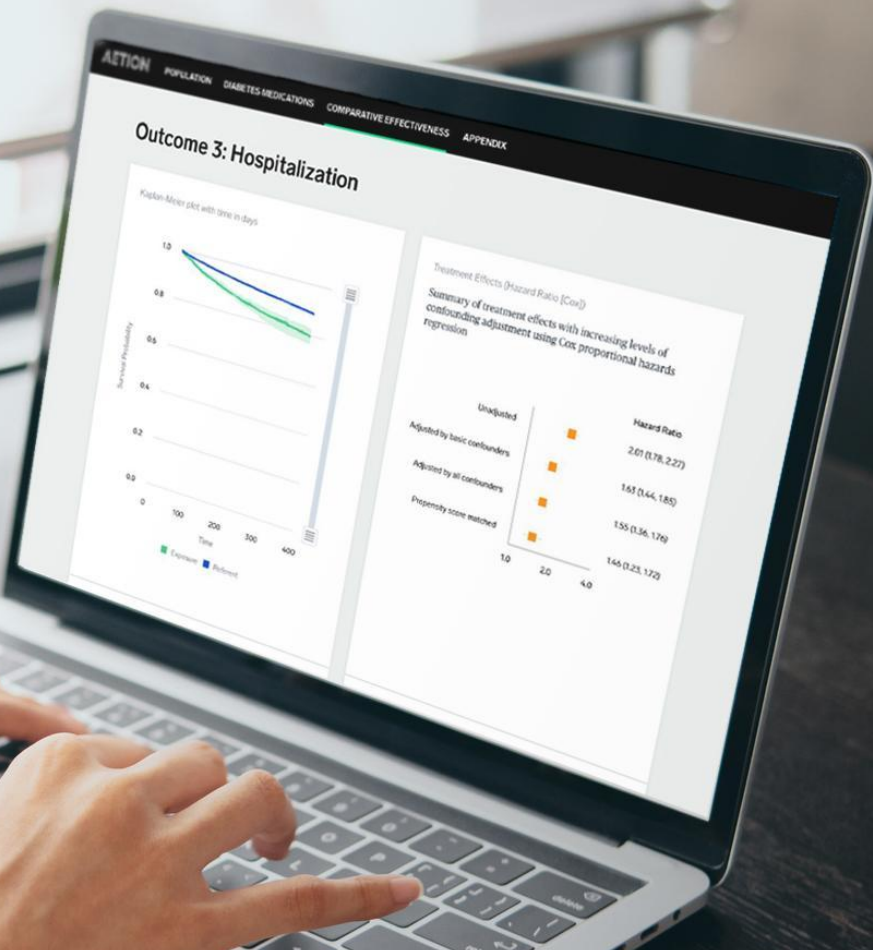 AETION POPULATION DIABETES MEDICATIONS COMPARATIVE EFFECTIVENESS APPENDIX
Outcome 3: Hospitalization
Kaplan-Meier plot with time in days
1.0
0.8
0.6
0.4
0.2
0.0
Survival Probability
0 100 200 300 400
Time
Exposure Referent
Treatment Effects (Hazard Ratio [Cox])
Summary of treatment effects with increasing levels of
confounding adjustment using Cox proportional hazards
regression
Hazard Ratio
Unadjusted 2.01 (1.78, 2.27)
Adjusted by basic confounders 1.63 (1.44, 1.85)
Adjusted by all confounders 1.55 (1.36, 1.76)
Propensity score matched 1.46 (1.23, 1.72)
1.0 2.0 4.0
O P
delete